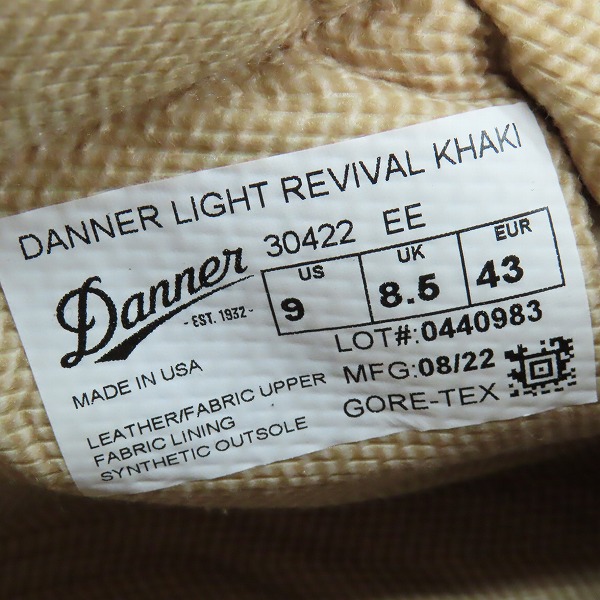 DANNER LIGHT REVIVAL KHAKI
30422 EE
Danner
- EST. 1932 -
US UK EUR
9 8.5 43
MADE IN USA
LOT#:0440983
MFG:08/22
GORE-TEX
LEATHER/FABRIC UPPER
FABRIC LINING
SYNTHETIC OUTSOLE